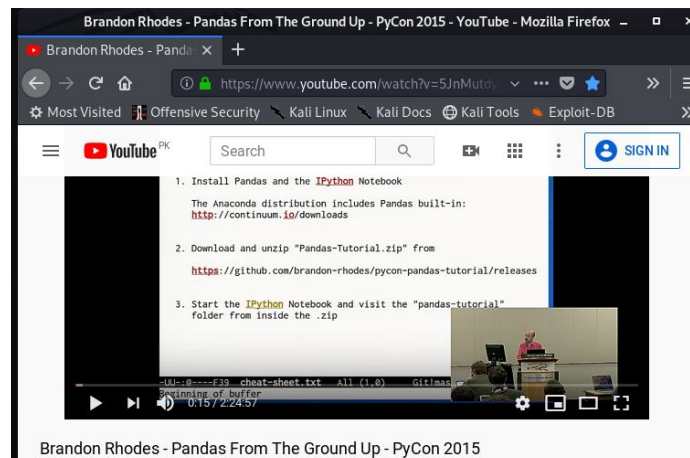 Brandon Rhodes - Pandas From The Ground Up - PyCon 2015 - YouTube - Mozilla Firefox
Brandon Rhodes - Panda
https://www.youtube.com/watch?v=5JnMutdy
Most Visited Offensive Security Kali Linux Kali Docs Kali Tools Exploit-DB
YouTube PK Search SIGN IN
1. Install Pandas and the IPython Notebook
The Anaconda distribution includes Pandas built-in:
http://continuum.io/downloads
2. Download and unzip "Pandas-Tutorial.zip" from
https://github.com/brandon-rhodes/pycon-pandas-tutorial/releases
3. Start the IPython Notebook and visit the "pandas-tutorial"
folder from inside the .zip
-UU-:@----F39 cheat-sheet.txt All (1,0) Git!mas
Beginning of buffer
0:15 / 2:24:57
Brandon Rhodes - Pandas From The Ground Up - PyCon 2015